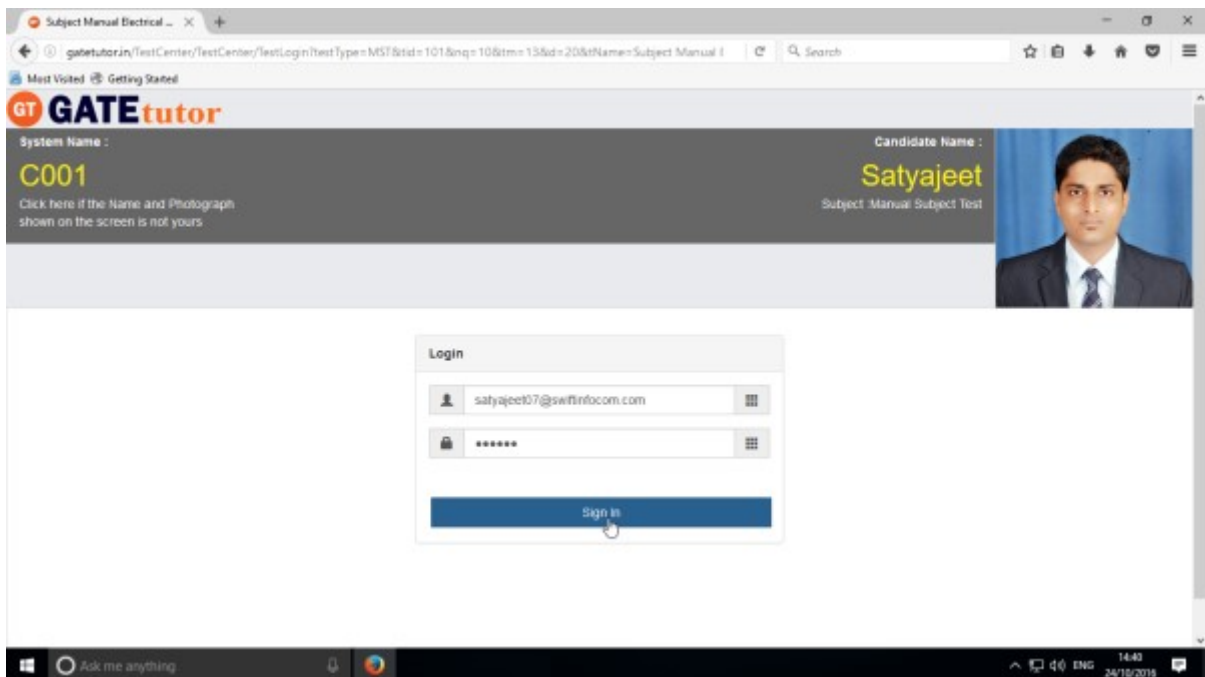 Subject Manual Electrical ...
gatetutor.in/TestCenter/TestCenter/TestLogin?testType=MST&tid=101&nq=10&tm=13&d=20&tName=Subject Manual
Search
Most Visited Getting Started
GT GATEtutor
System Name :
C001
Click here if the Name and Photograph
shown on the screen is not yours
Candidate Name :
Satyajeet
Subject :Manual Subject Test
Login
satyajeet07@swiftinfocom.com
Sign in
Ask me anything
ENG
14:40
24/10/2016